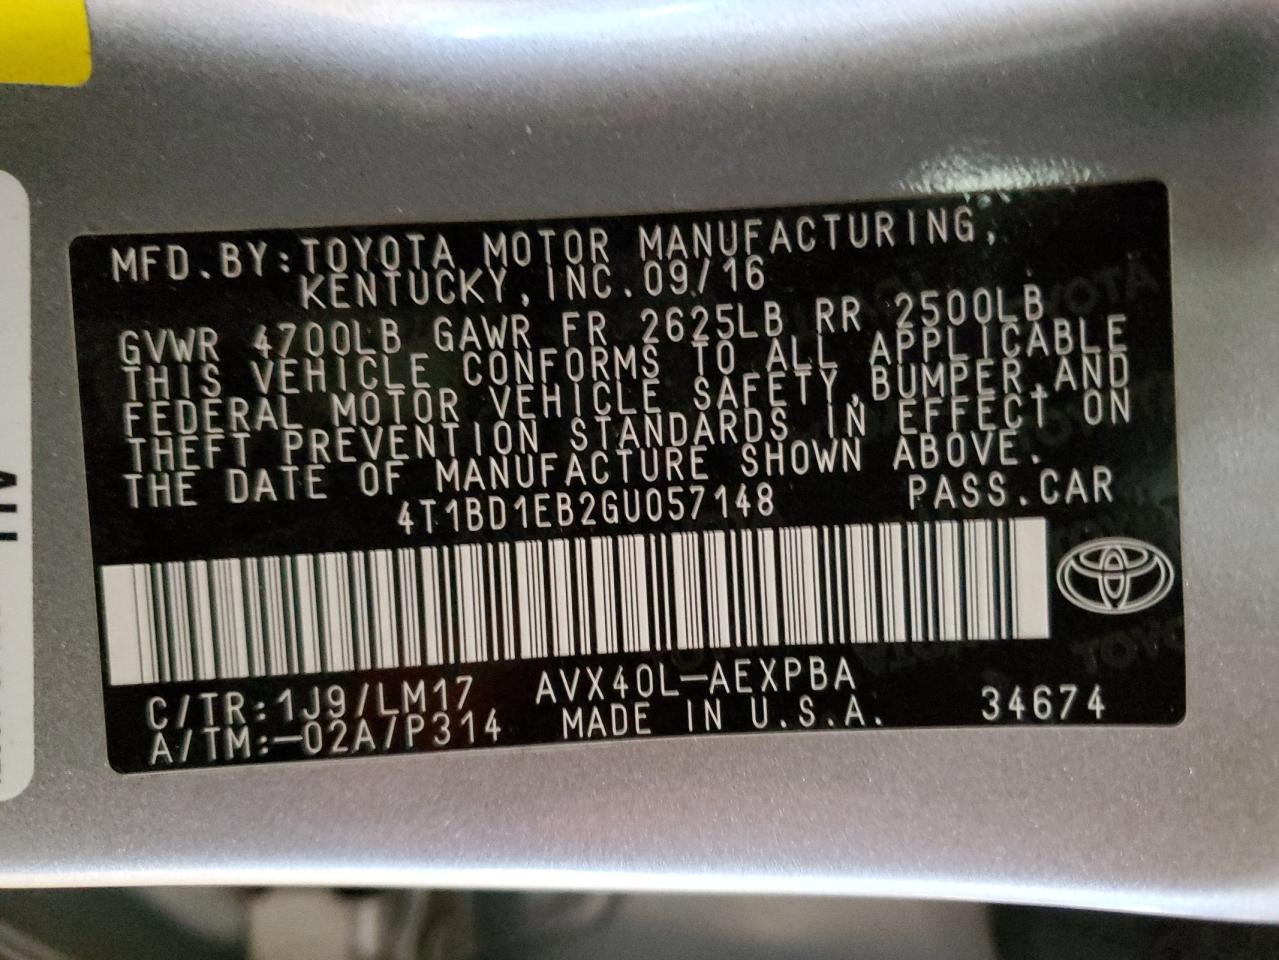 MFD.BY:TOYOTA MOTOR MANUFACTURING,
KENTUCKY,INC.09/16
GVWR 4700LB GAWR FR 2625LB RR 2500LB
THIS VEHICLE CONFORMS TO ALL APPLICABLE
FEDERAL MOTOR VEHICLE SAFETY,BUMPER,AND
THEFT PREVENTION STANDARDS IN EFFECT ON
THE DATE OF MANUFACTURE SHOWN ABOVE.
4T1BD1EB2GU057148 PASS.CAR
C/TR:1J9/LM17 AVX40L-AEXPBA
A/TM:-02A/P314 MADE IN U.S.A. 34674